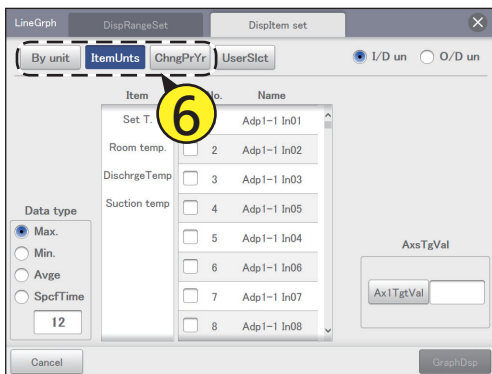 LineGrph DispRangeSet DispItem set
By unit ItemUnts ChngPrYr UserSlct I/D un O/D un
Item No. Name
6
Set T. Adp1-1 In01
Room temp. 2 Adp1-1 In02
DischrgeTemp 3 Adp1-1 In03
Suction temp 4 Adp1-1 In05
Data type
Max. 5 Adp1-1 In04
AxsTgVal
Min.
6 Adp1-1 In06
Avge
SpcfTime 7 Adp1-1 In07 Ax1TgtVal
12 8 Adp1-1 In08
Cancel GraphDsp